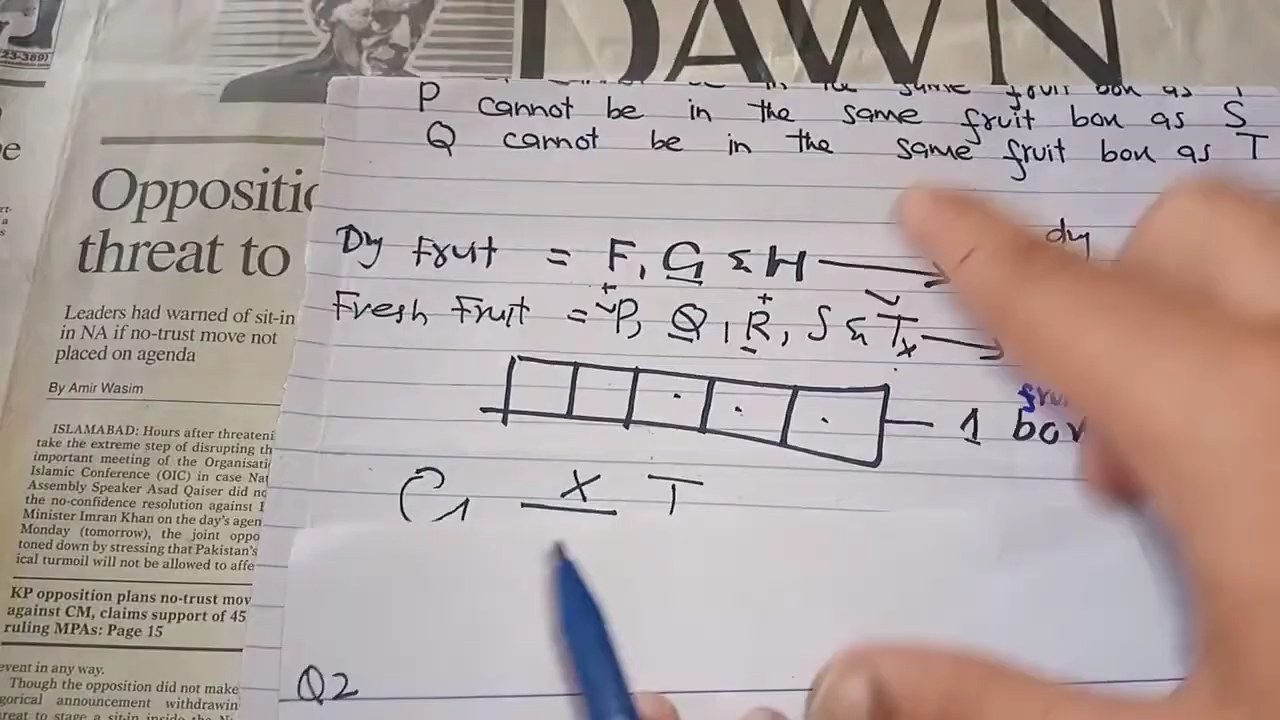 DAWN
23-389)
Oppositi
threat to
Leaders had warned of sit-in
in NA if no-trust move not
placed on agenda
By Amir Wasim
ISLAMABAD: Hours after threateni
take the extreme step of disrupting th
important meeting of the Organisati
Islamic Conference (OIC) in case Nat
Assembly Speaker Asad Qaiser did no
the no-confidence resolution against
Minister Imran Khan on the day's agen
Monday (tomorrow), the joint oppo
toned down by stressing that Pakistan's
ical turmoil will not be allowed to affe
KP opposition plans no-trust mov
against CM, claims support of 45
ruling MPAs: Page 15
event in any way.
Though the opposition did not make
gorical announcement withdrawin
P cannot be in the same fruit box as S
Q cannot be in the same fruit box as T
Dry fruit = F, G & H dry
Fresh Fruit = P, Q, R, S & T
1 box
G X T
Q2